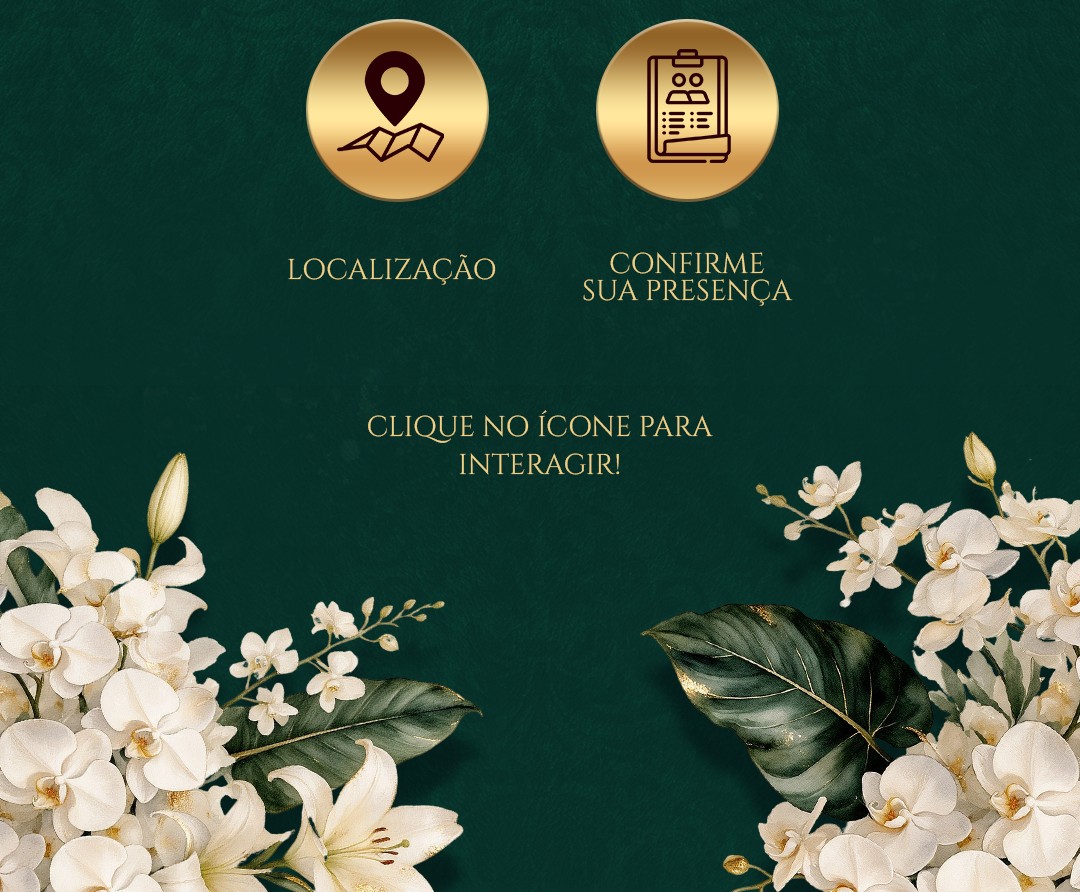 LOCALIZAÇÃO
CONFIRME
SUA PRESENÇA
CLIQUE NO ÍCONE PARA
INTERAGIR!